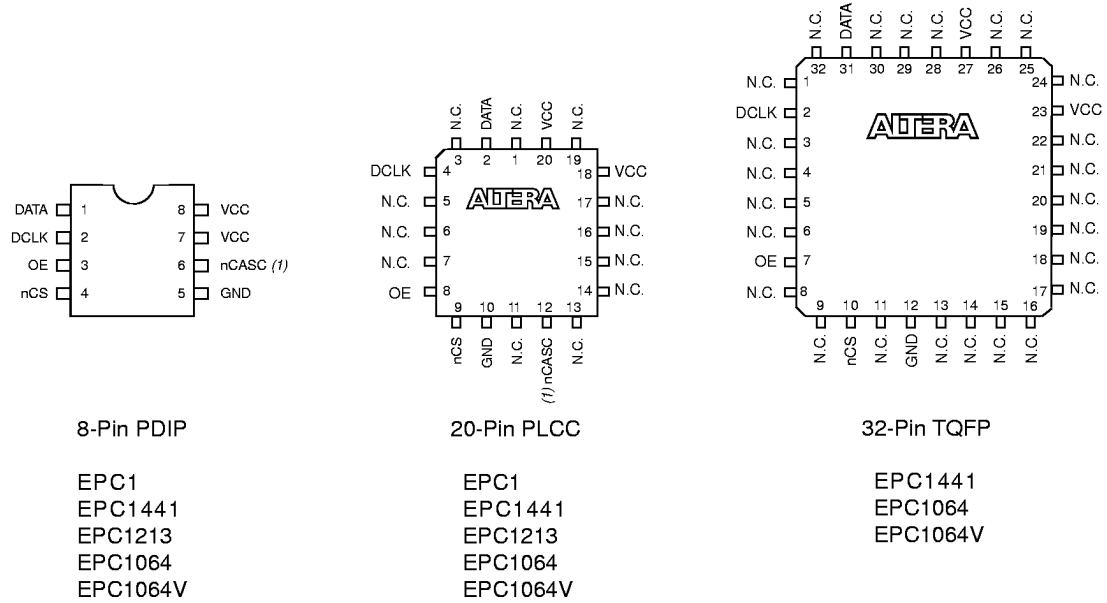 DATA 1 8 VCC
DCLK 2 7 VCC
OE 3 6 nCASC (1)
nCS 4 5 GND
8-Pin PDIP
EPC1
EPC1441
EPC1213
EPC1064
EPC1064V
N.C. DATA N.C. VCC N.C.
3 2 1 20 19
DCLK 4 18 VCC
ALTERA
N.C. 5 17 N.C.
N.C. 6 16 N.C.
N.C. 7 15 N.C.
OE 8 14 N.C.
9 10 11 12 13
nCS GND N.C. (1) nCASC N.C.
20-Pin PLCC
EPC1
EPC1441
EPC1213
EPC1064
EPC1064V
N.C. DATA N.C. N.C. N.C. VCC N.C. N.C.
32 31 30 29 28 27 26 25
N.C. 1 24 N.C.
DCLK 2 23 VCC
ALTERA
N.C. 3 22 N.C.
N.C. 4 21 N.C.
N.C. 5 20 N.C.
N.C. 6 19 N.C.
OE 7 18 N.C.
N.C. 8 17 N.C.
9 10 11 12 13 14 15 16
N.C. nCS N.C. GND N.C. N.C. N.C. N.C.
32-Pin TQFP
EPC1441
EPC1064
EPC1064V